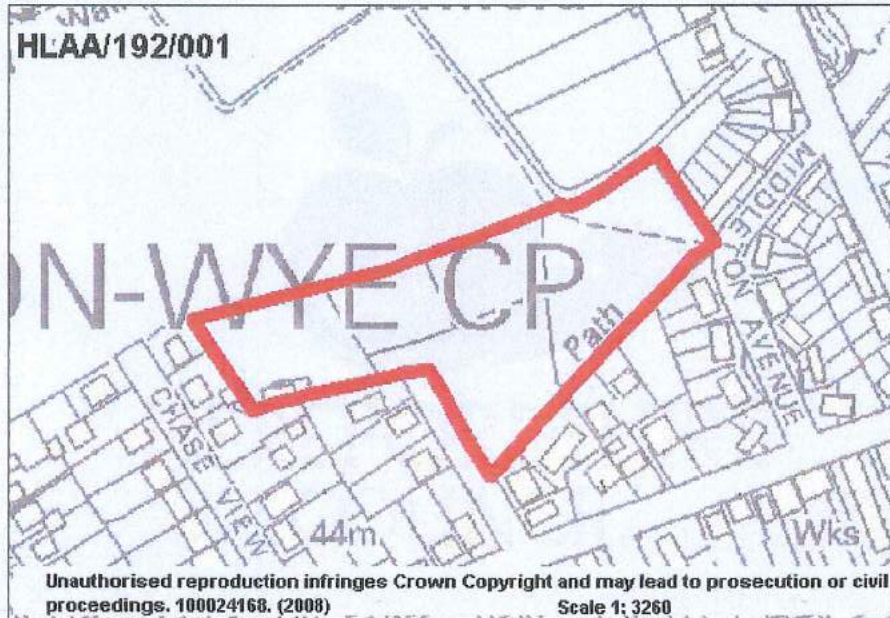 HLAA/192/001
ON-WYE CP
MIDDLETON AVENUE
Path
CHASE VIEW
44m
Wks
Unauthorised reproduction infringes Crown Copyright and may lead to prosecution or civil
proceedings. 100024168. (2008) Scale 1: 3260